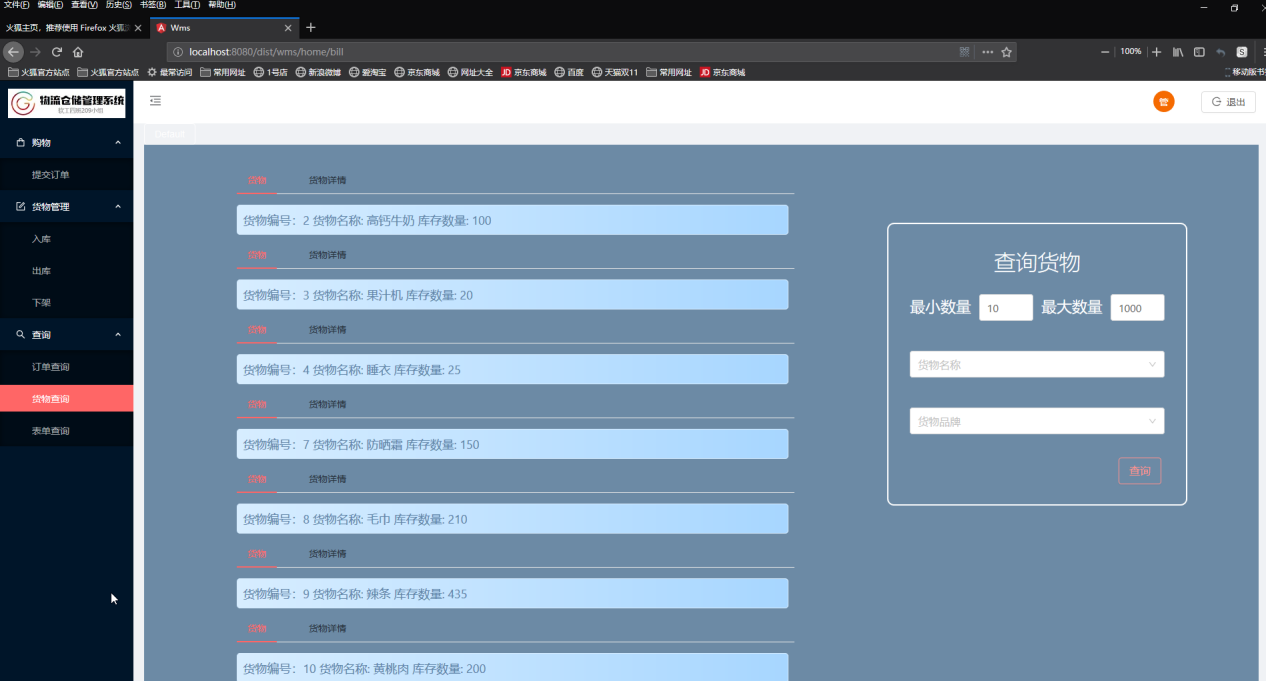 文件(F) 编辑(E) 查看(V) 历史(S) 书签(B) 工具(T) 帮助(H)
火狐主页，推荐使用 Firefox 火狐 Wms
localhost:8080/dist/wms/home/bill 100%
火狐官方站点 火狐官方站点 最常访问 常用网址 1号店 新浪微博 爱淘宝 京东商城 网址大全 JD 京东商城 百度 天猫双11 常用网址 JD 京东商城 移动版书
物流仓储管理系统
管 退出
Default
购物
提交订单
货物管理
入库
出库
下架
查询
订单查询
货物查询
表单查询
货物 货物详情
货物编号：2 货物名称: 高钙牛奶 库存数量: 100
货物 货物详情
货物编号：3 货物名称: 果汁机 库存数量: 20
货物 货物详情
货物编号：4 货物名称: 睡衣 库存数量: 25
货物 货物详情
货物编号：7 货物名称: 防晒霜 库存数量: 150
货物 货物详情
货物编号：8 货物名称: 毛巾 库存数量: 210
货物 货物详情
货物编号：9 货物名称: 辣条 库存数量: 435
货物 货物详情
货物编号：10 货物名称: 黄桃肉 库存数量: 200
查询货物
最小数量 10 最大数量 1000
货物名称
货物品牌
查询